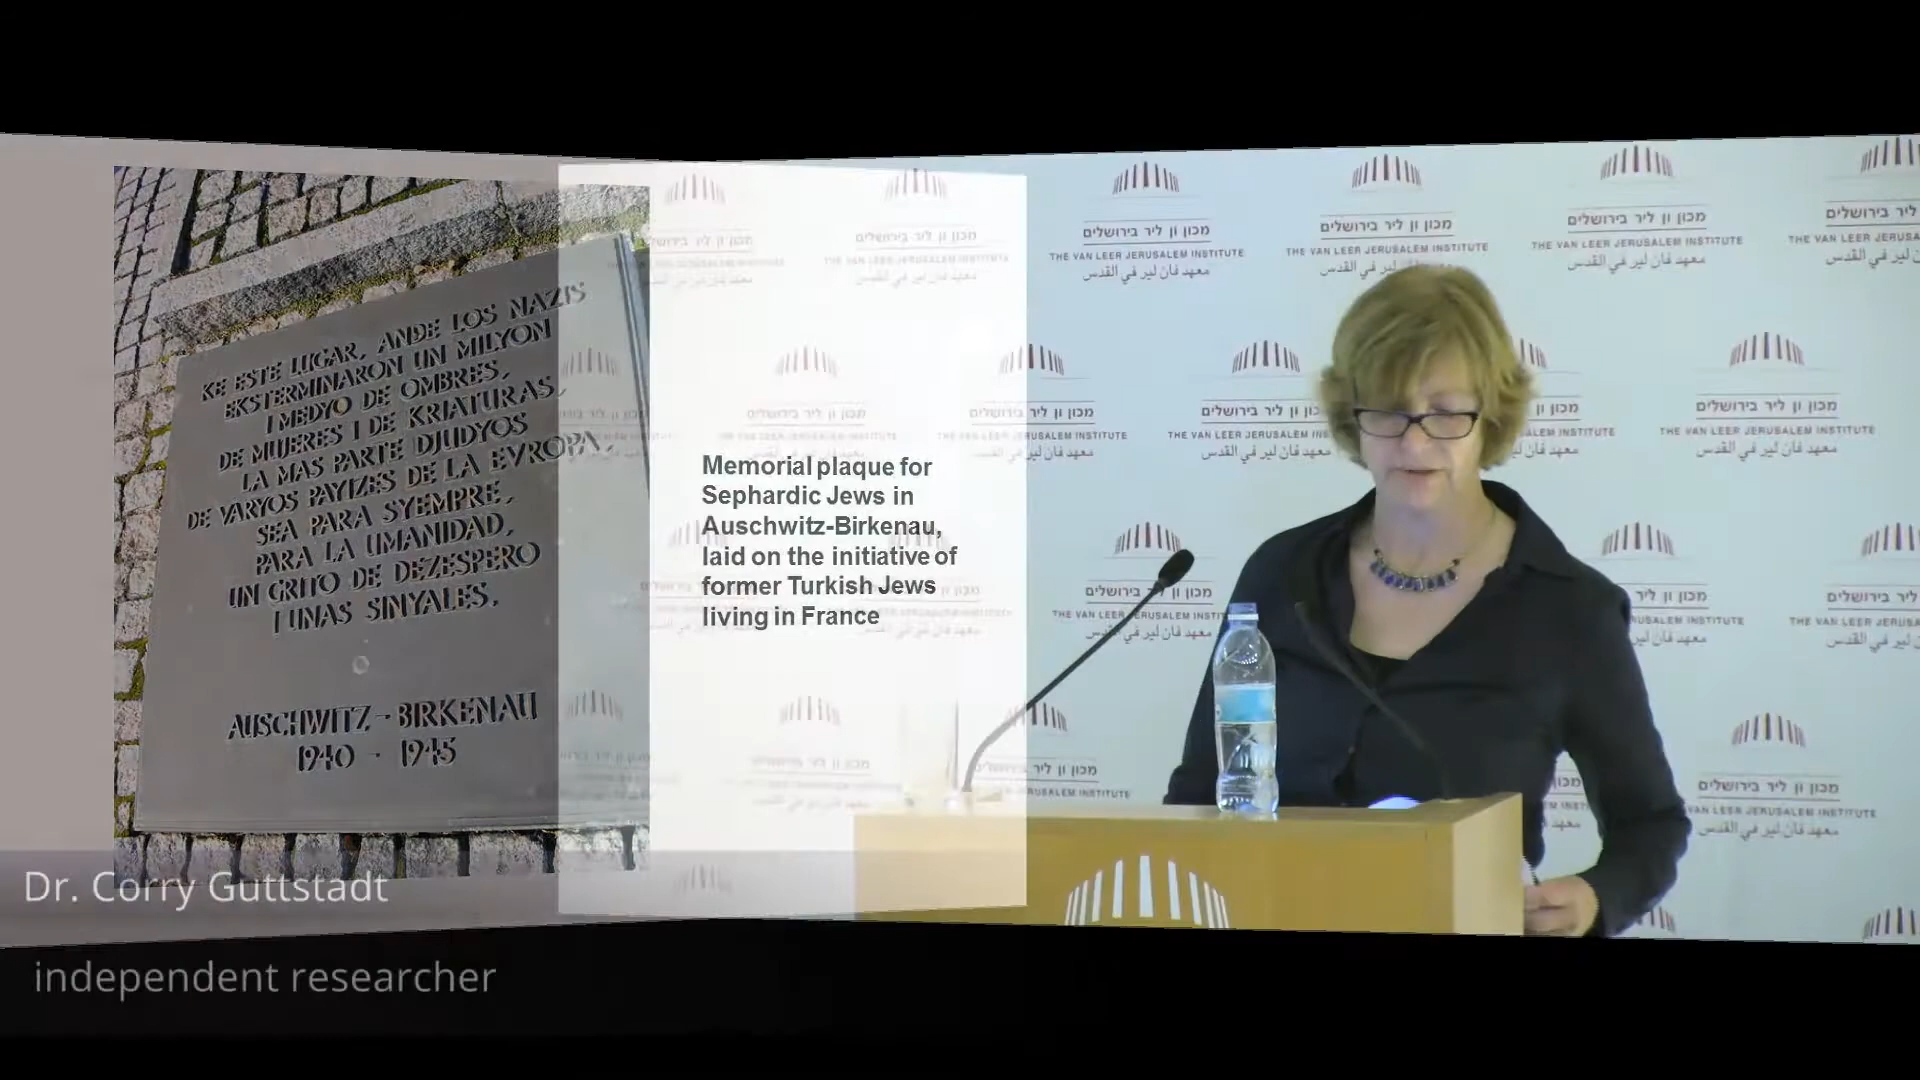 KE ESTE LUGAR, ANDE LOS NAZIS
EKSTERMINARON UN MILYON
I MEDYO DE OMBRES,
DE MUJERES I DE KRIATURAS,
LA MAS PARTE DJUDYOS
DE VARYOS PAYIZES DE LA EVROPA,
SEA PARA SYEMPRE,
PARA LA UMANIDAD,
UN GRITO DE DEZESPERO
I UNAS SINYALES.
AUSCHWITZ - BIRKENAU
1940 - 1945
Memorial plaque for
Sephardic Jews in
Auschwitz-Birkenau,
laid on the initiative of
former Turkish Jews
living in France
מכון ון ליר בירושלים
THE VAN LEER JERUSALEM INSTITUTE
معهد فان لير في القدس
Dr. Corry Guttstadt
independent researcher